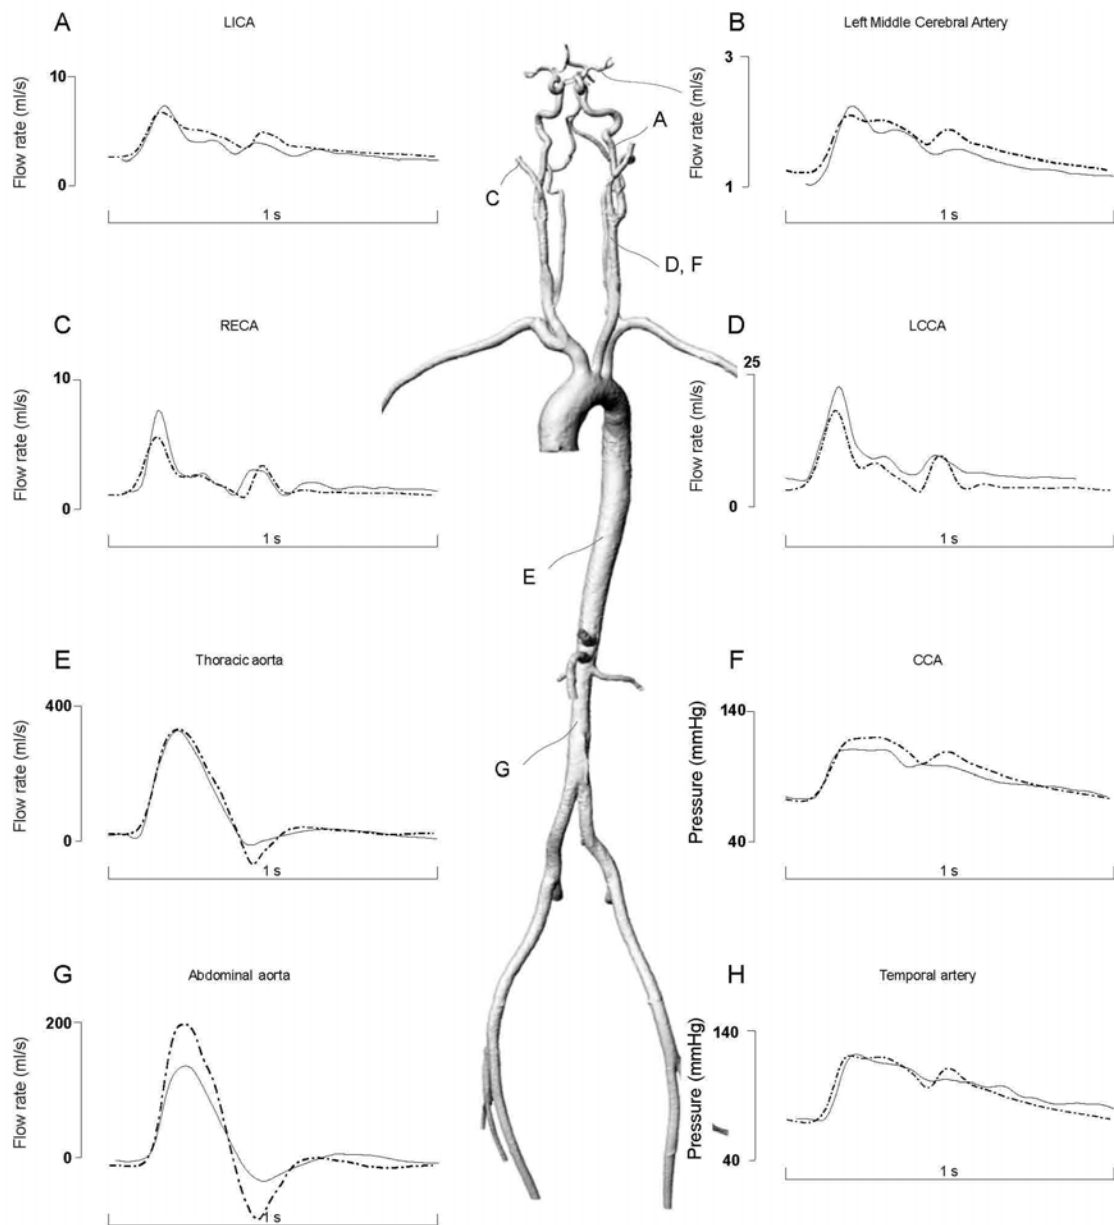 A
LICA
Flow rate (ml/s)
10
0
1 s
B
Left Middle Cerebral Artery
Flow rate (ml/s)
3
1
1 s
A
C
D, F
C
RECA
Flow rate (ml/s)
10
0
1 s
D
LCCA
Flow rate (ml/s)
25
0
1 s
E
E
Thoracic aorta
Flow rate (ml/s)
400
0
1 s
F
CCA
Pressure (mmHg)
140
40
1 s
G
G
Abdominal aorta
Flow rate (ml/s)
200
0
1 s
H
Temporal artery
Pressure (mmHg)
140
40
1 s